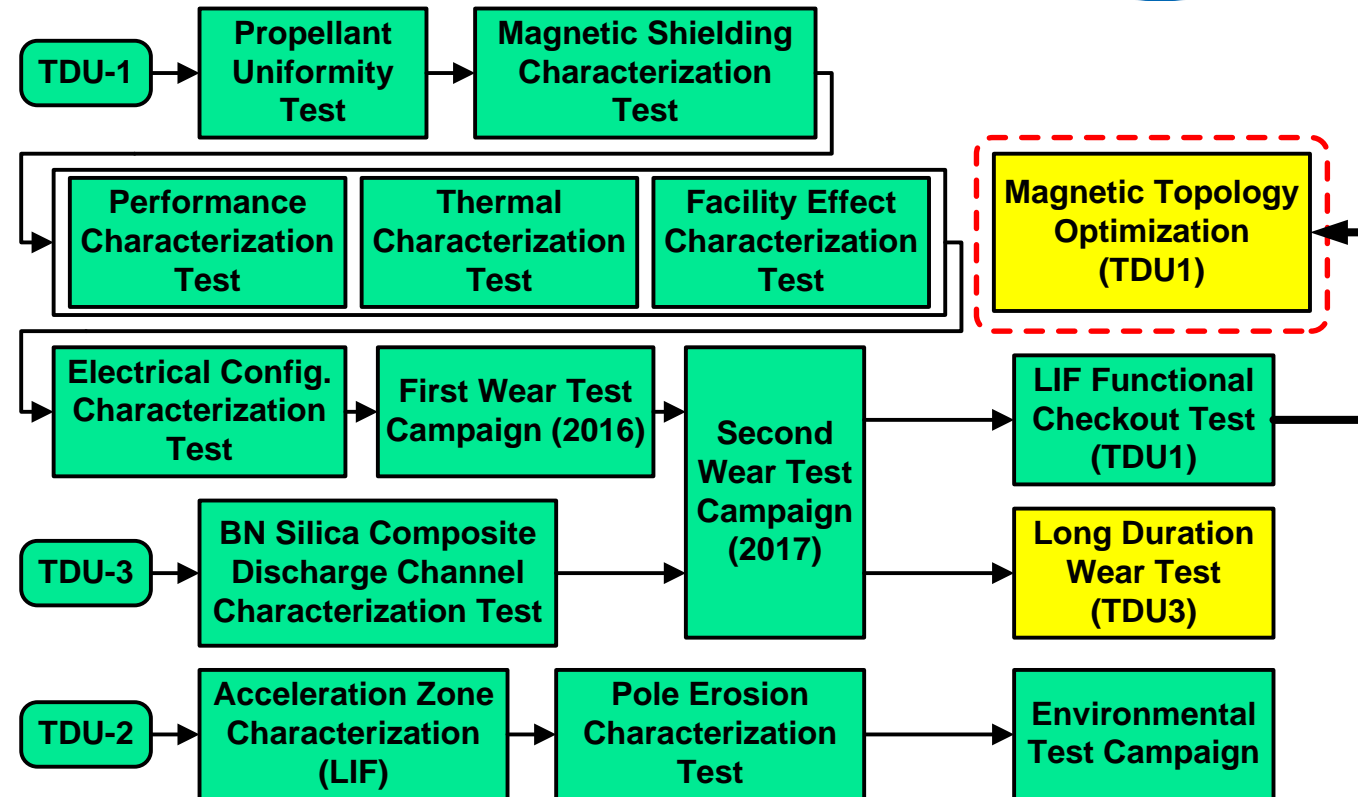 TDU-1
Propellant
Uniformity
Test
Magnetic Shielding
Characterization
Test
Performance
Characterization
Test
Thermal
Characterization
Test
Facility Effect
Characterization
Test
Magnetic Topology
Optimization
(TDU1)
Electrical Config.
Characterization
Test
First Wear Test
Campaign (2016)
Second
Wear Test
Campaign
(2017)
LIF Functional
Checkout Test
(TDU1)
TDU-3
BN Silica Composite
Discharge Channel
Characterization Test
Long Duration
Wear Test
(TDU3)
TDU-2
Acceleration Zone
Characterization
(LIF)
Pole Erosion
Characterization
Test
Environmental
Test Campaign